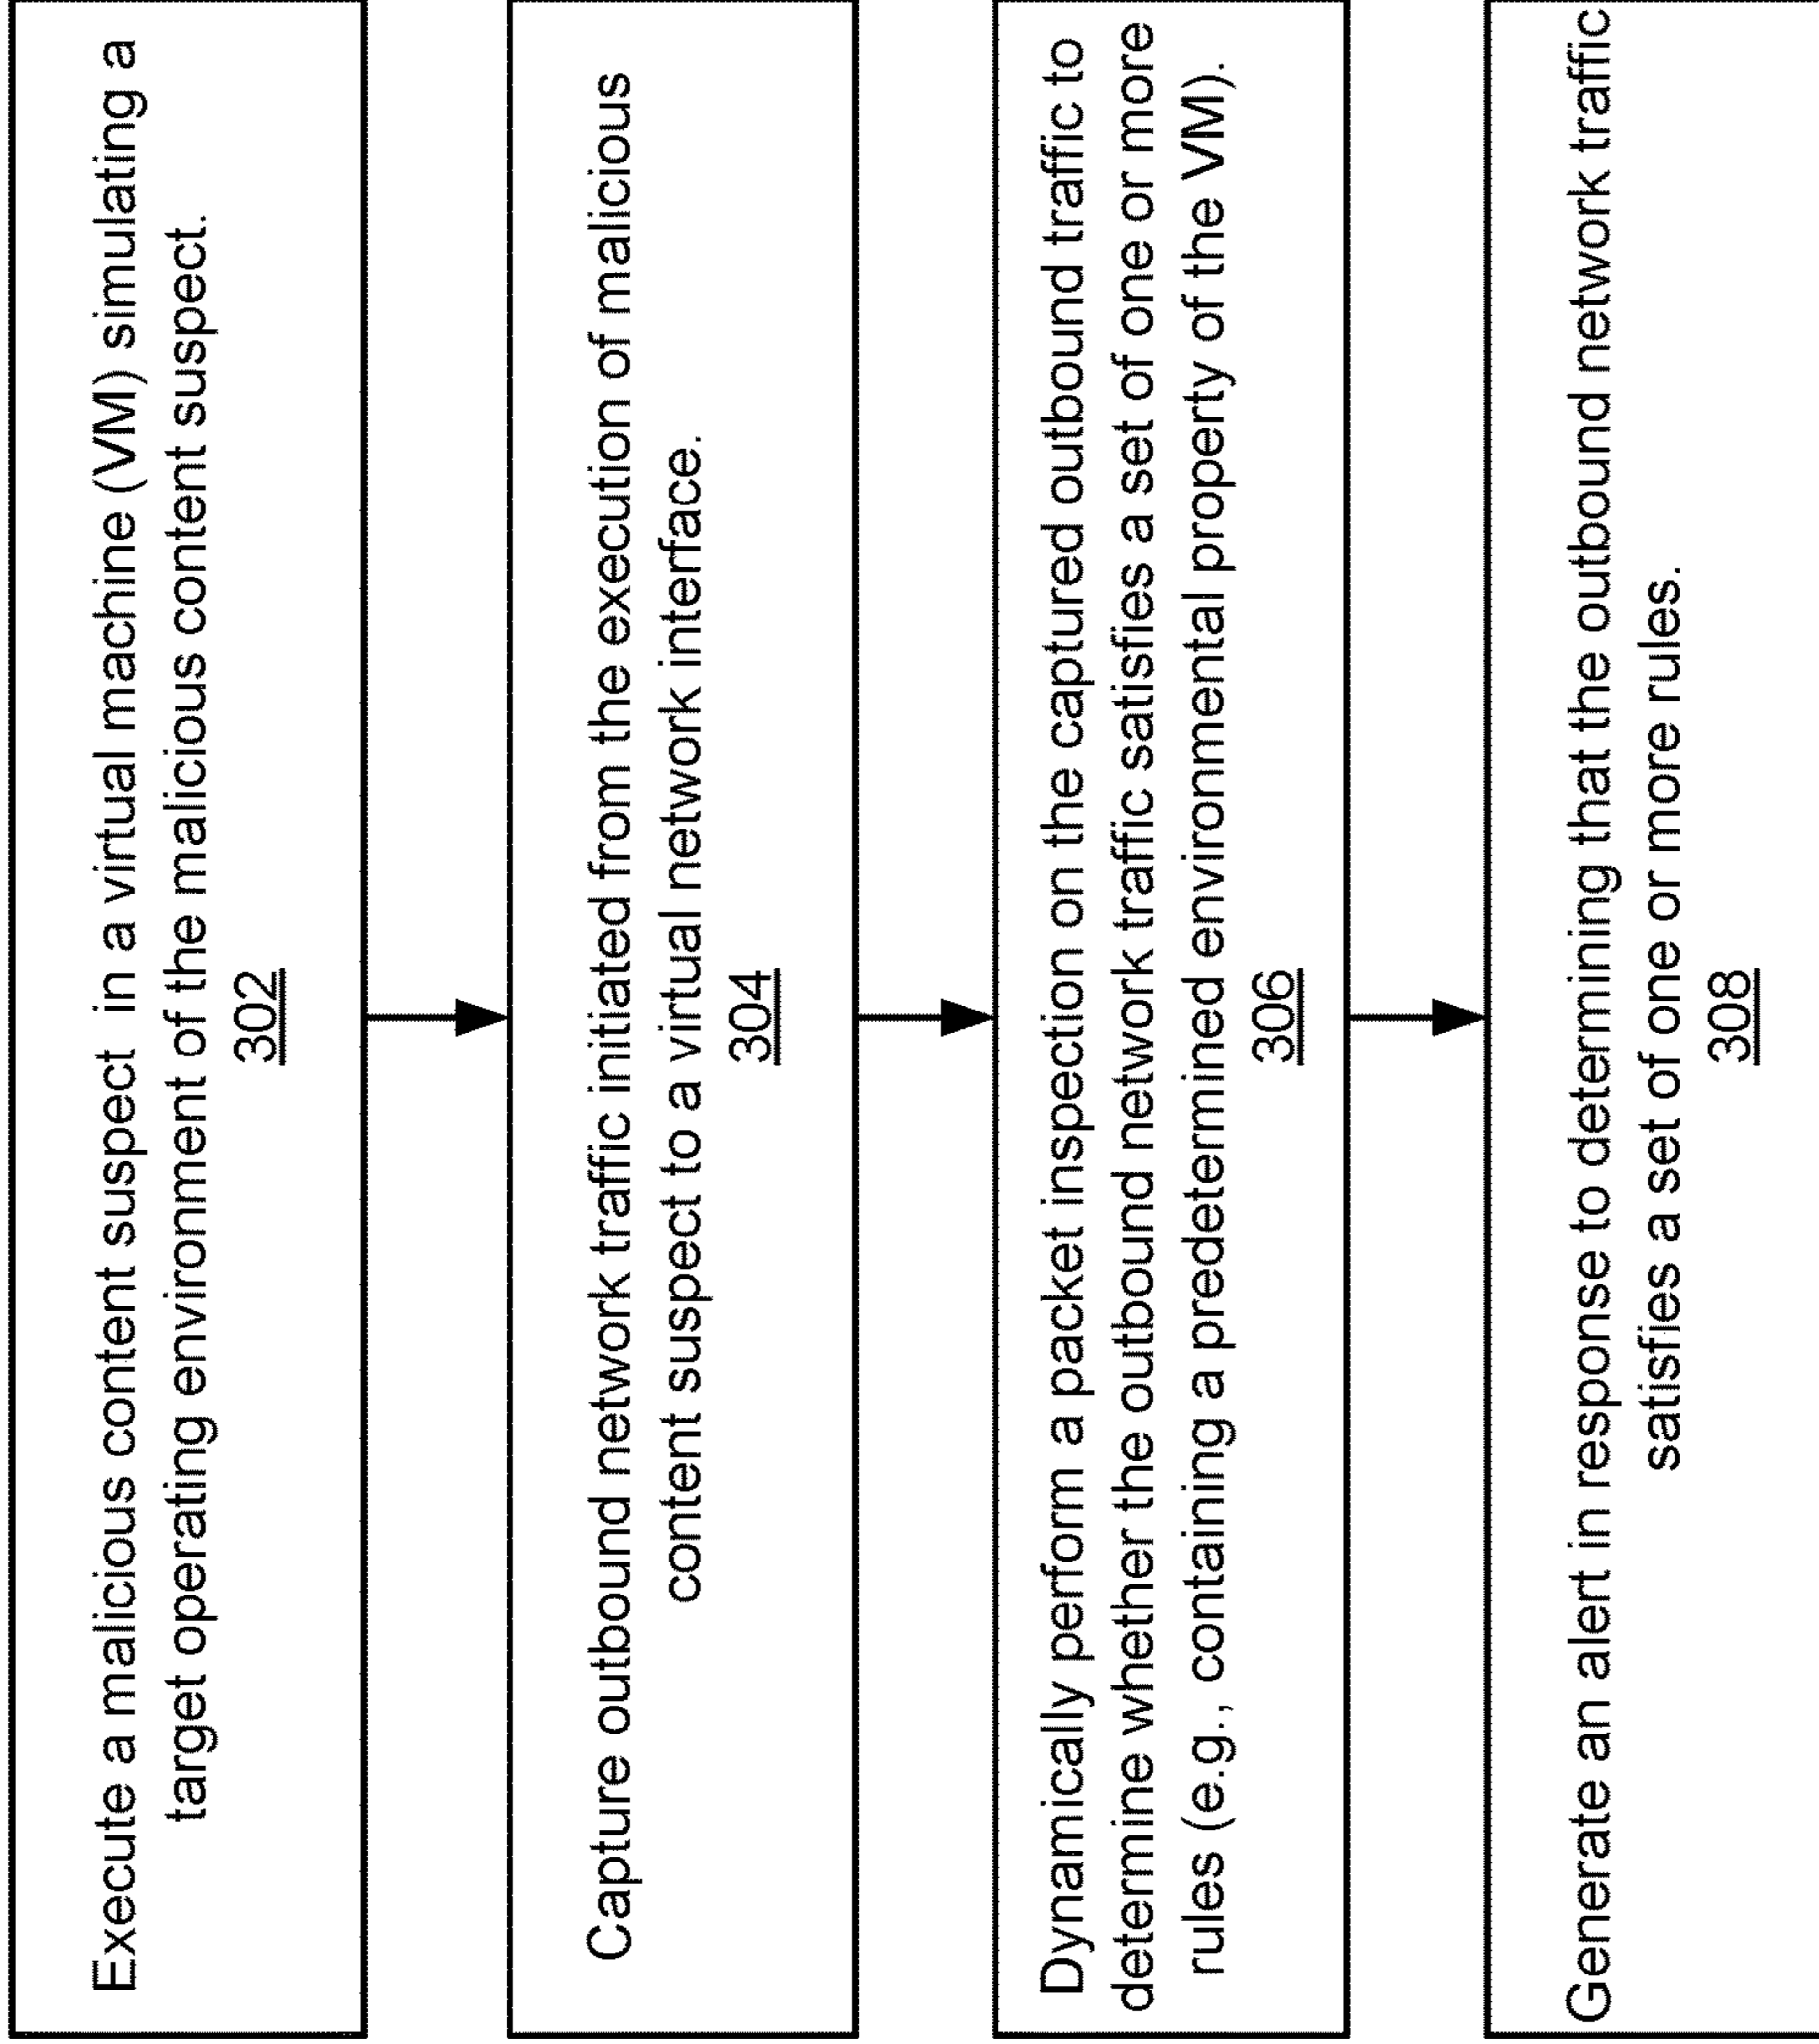 Execute a malicious content suspect in a virtual machine (VM) simulating a
target operating environment of the malicious content suspect.
302
Capture outbound network traffic initiated from the execution of malicious
content suspect to a virtual network interface.
304
Dynamically perform a packet inspection on the captured outbound traffic to
determine whether the outbound network traffic satisfies a set of one or more
rules (e.g., containing a predetermined environmental property of the VM).
306
Generate an alert in response to determining that the outbound network traffic
satisfies a set of one or more rules.
308